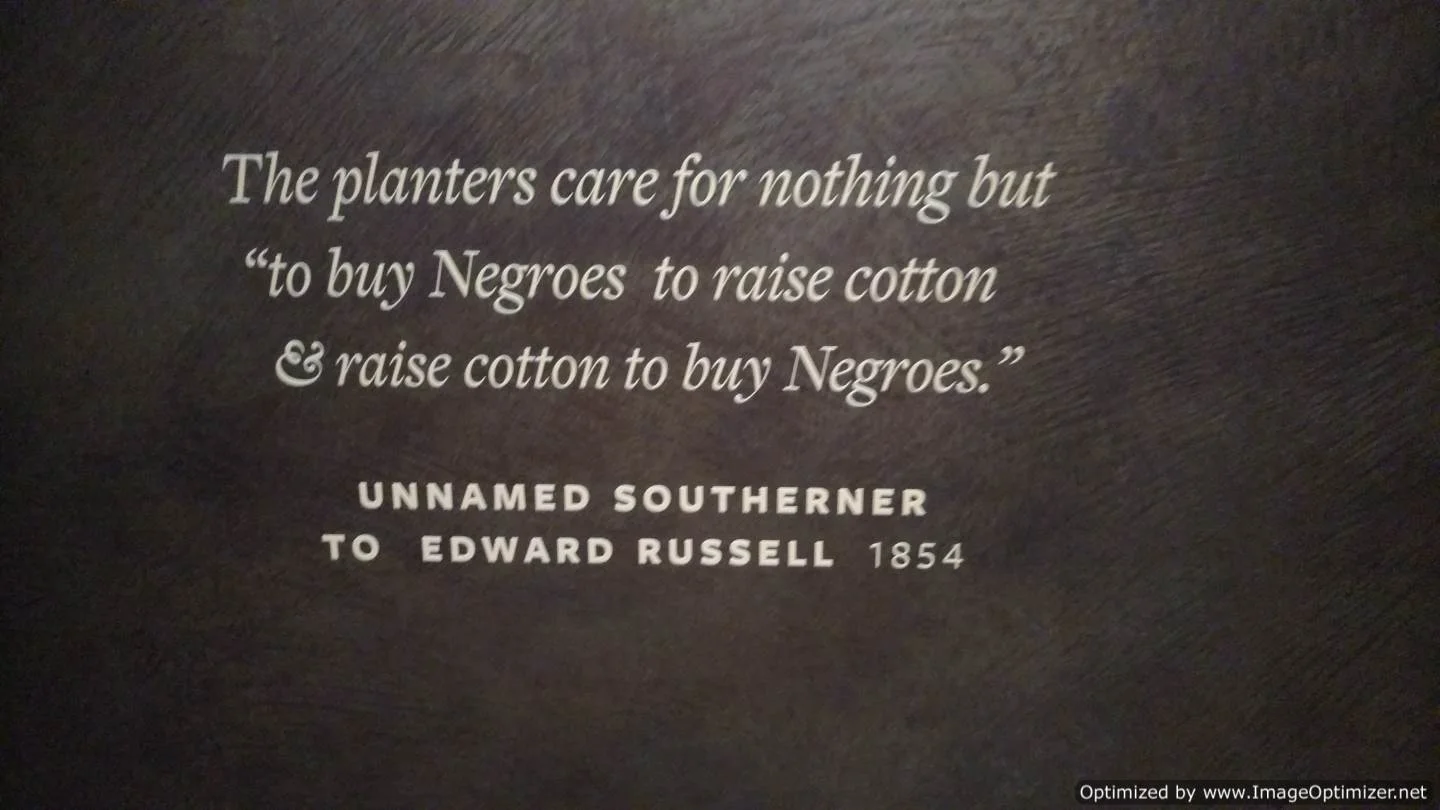 The planters care for nothing but
“to buy Negroes to raise cotton
& raise cotton to buy Negroes.”
UNNAMED SOUTHERNER
TO EDWARD RUSSELL 1854
Optimized by www.ImageOptimizer.net